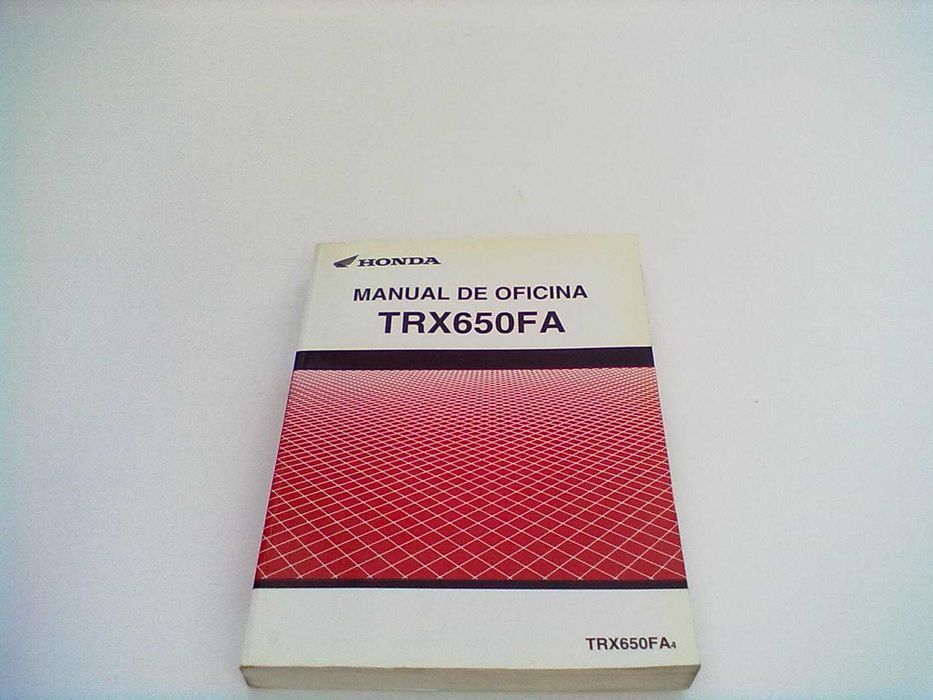 HONDA
MANUAL DE OFICINA
TRX650FA
TRX650FA4